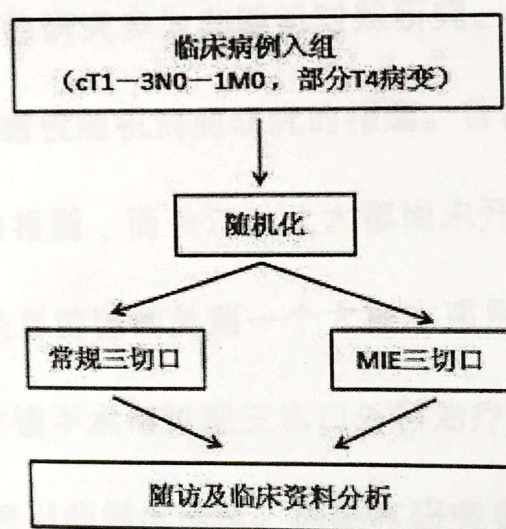 临床病例入组
（cT1—3N0—1M0，部分T4病变）
随机化
常规三切口
MIE三切口
随访及临床资料分析